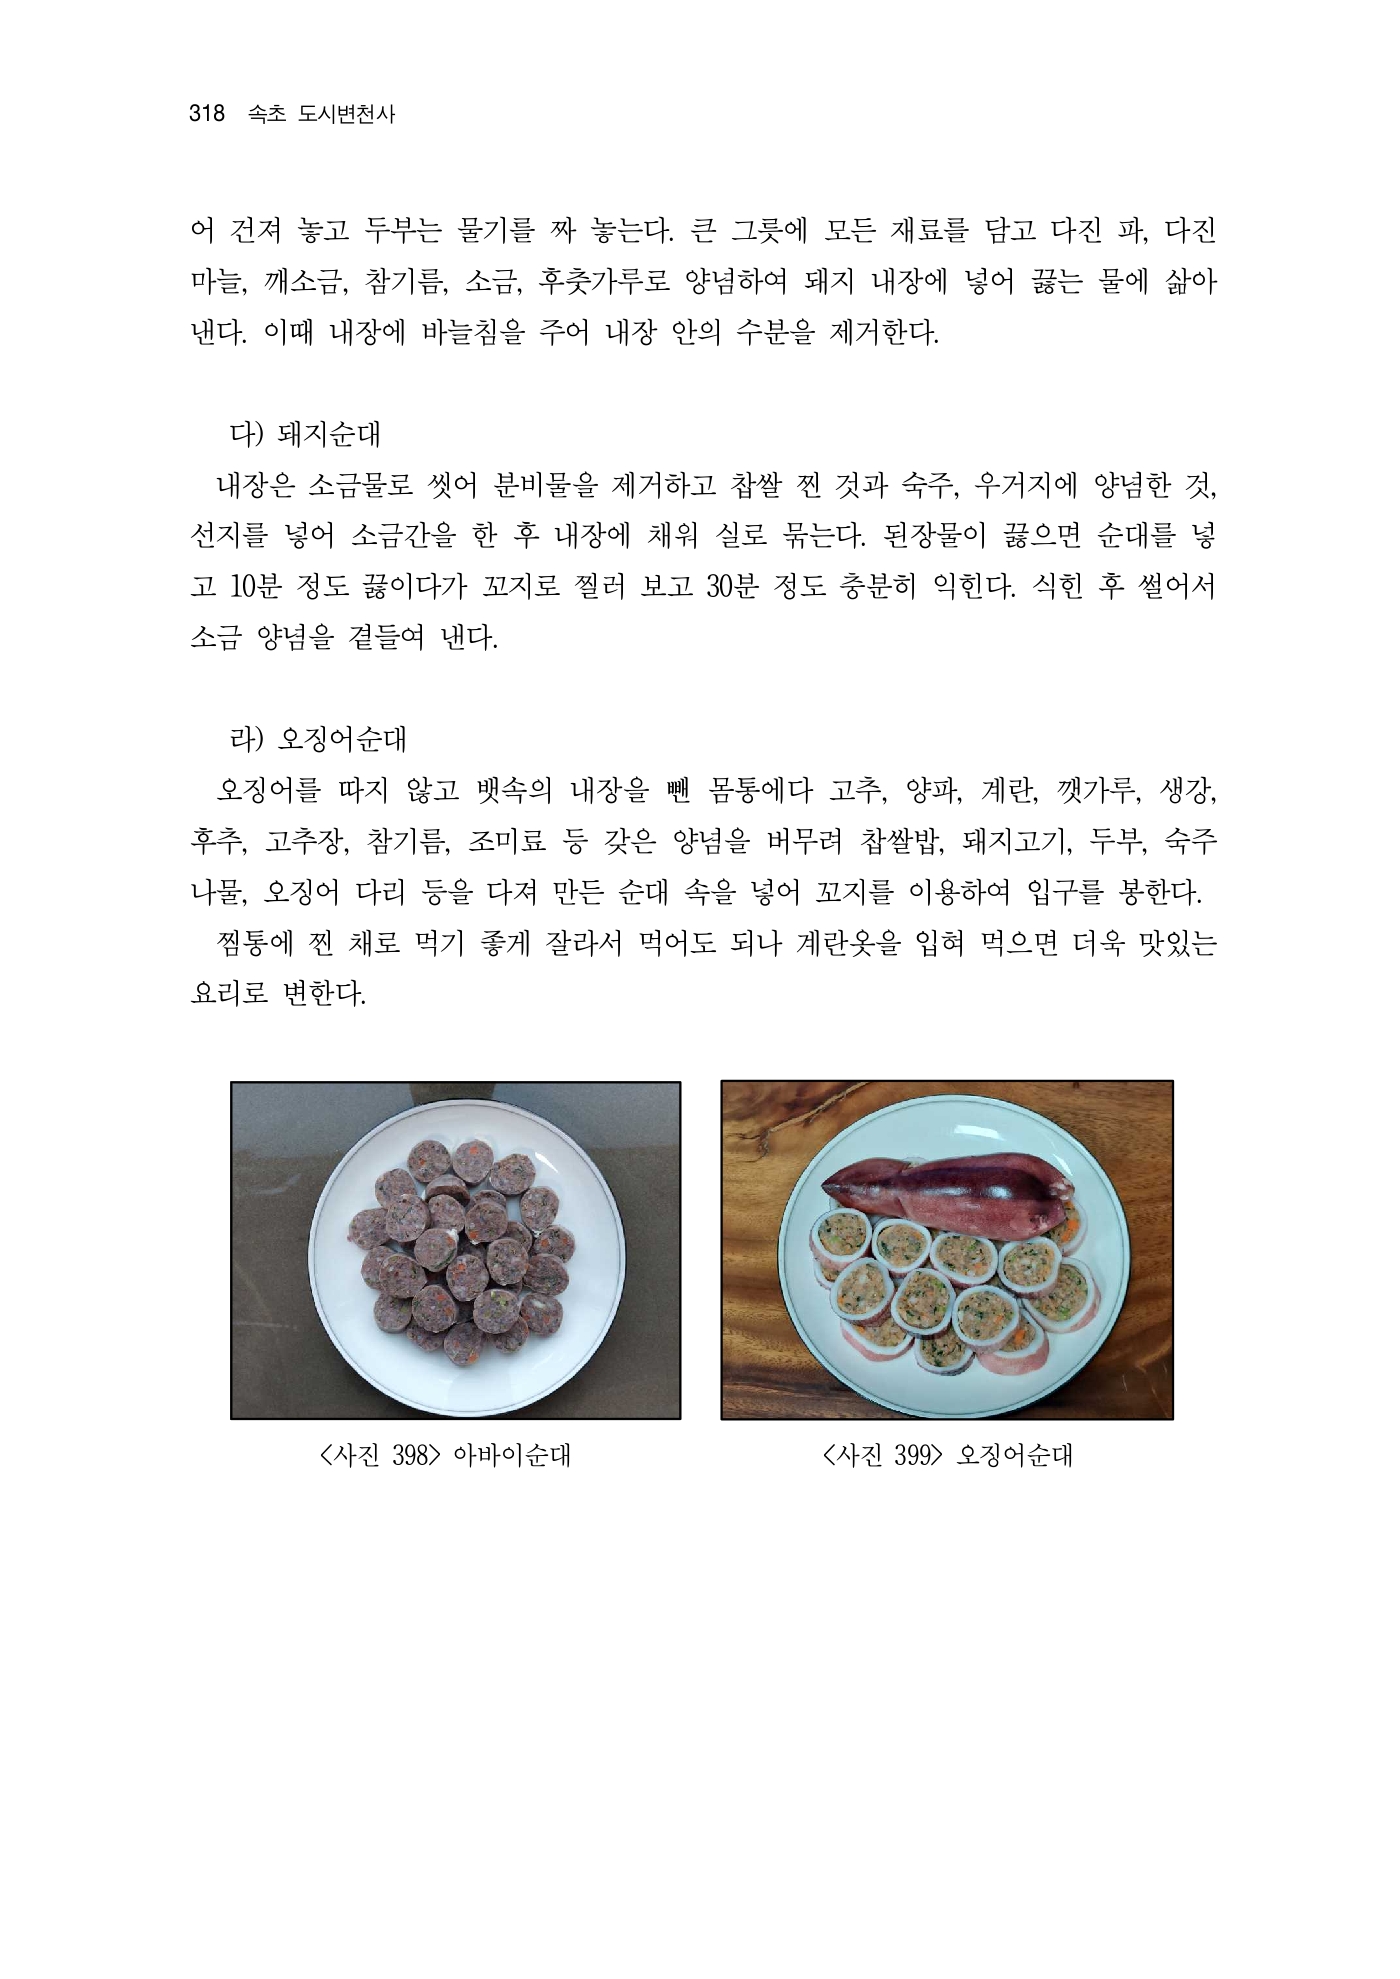 318 속초 도시변천사
어 건져 놓고 두부는 물기를 짜 놓는다. 큰 그릇에 모든 재료를 담고 다진 파, 다진
마늘, 깨소금, 참기름, 소금, 후춧가루로 양념하여 돼지 내장에 넣어 끓는 물에 삶아
낸다. 이때 내장에 바늘침을 주어 내장 안의 수분을 제거한다.
다) 돼지순대
내장은 소금물로 씻어 분비물을 제거하고 찹쌀 찐 것과 숙주, 우거지에 양념한 것,
선지를 넣어 소금간을 한 후 내장에 채워 실로 묶는다. 된장물이 끓으면 순대를 넣
고 10분 정도 끓이다가 꼬지로 찔러 보고 30분 정도 충분히 익힌다. 식힌 후 썰어서
소금 양념을 곁들여 낸다.
라) 오징어순대
오징어를 따지 않고 뱃속의 내장을 뺀 몸통에다 고추, 양파, 계란, 깻가루, 생강,
후추, 고추장, 참기름, 조미료 등 갖은 양념을 버무려 찹쌀밥, 돼지고기, 두부, 숙주
나물, 오징어 다리 등을 다져 만든 순대 속을 넣어 꼬지를 이용하여 입구를 봉한다.
찜통에 찐 채로 먹기 좋게 잘라서 먹어도 되나 계란옷을 입혀 먹으면 더욱 맛있는
요리로 변한다.
<사진 398> 아바이순대
<사진 399> 오징어순대